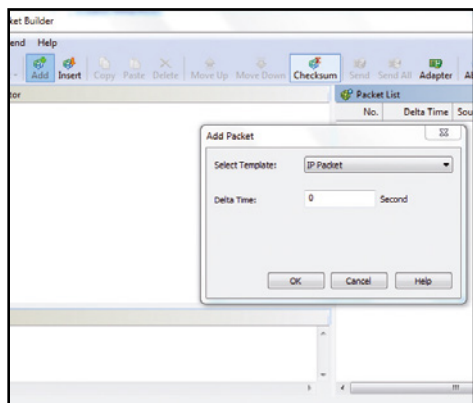 ket Builder
end Help
Add Insert Copy Paste Delete Move Up Move Down Checksum Send Send All Adapter Al
tor
Packet List
No. Delta Time Sou
Add Packet
Select Template: IP Packet
Delta Time: 0 Second
OK Cancel Help